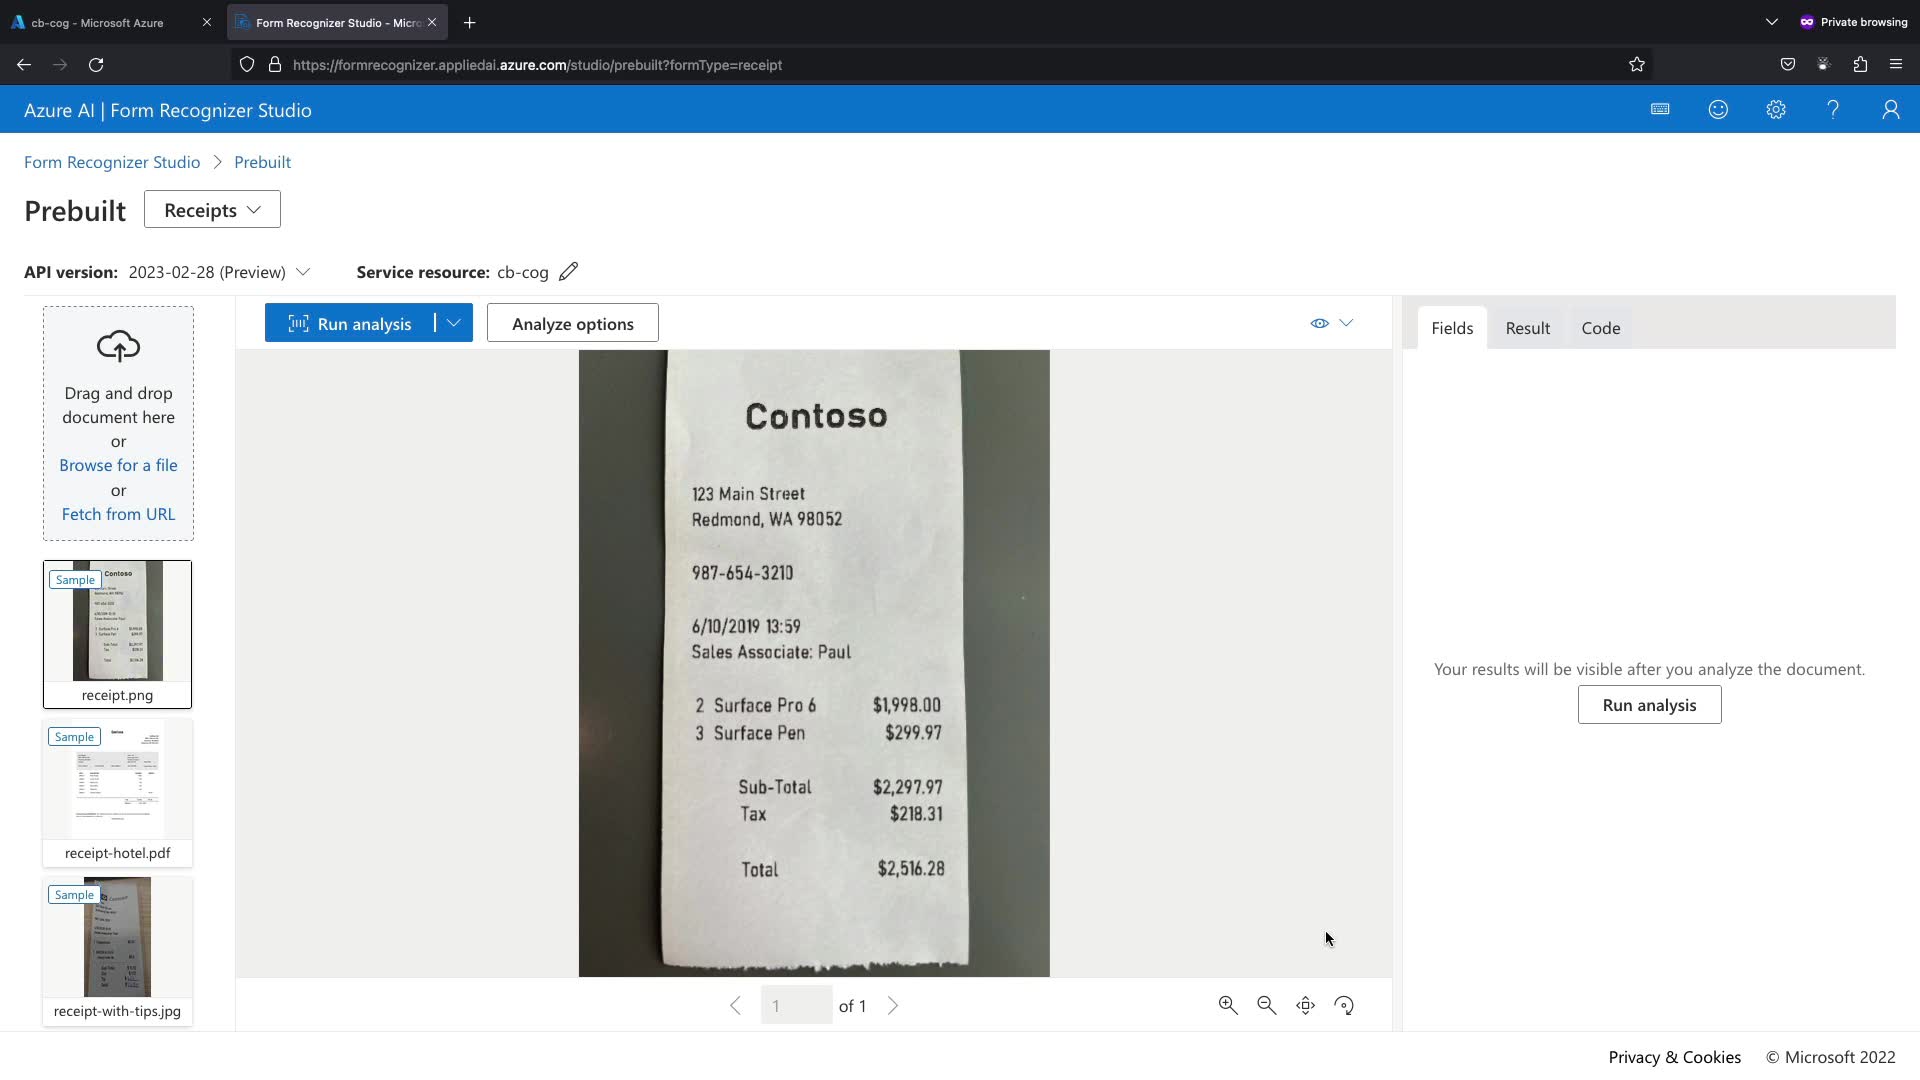 cb-cog - Microsoft Azure
Form Recognizer Studio - Micro
Private browsing
https://formrecognizer.appliedai.azure.com/studio/prebuilt?formType=receipt
Azure AI | Form Recognizer Studio
Form Recognizer Studio > Prebuilt
Prebuilt
Receipts
API version: 2023-02-28 (Preview)
Service resource: cb-cog
Drag and drop
document here
or
Browse for a file
or
Fetch from URL
Sample
Contoso
receipt.png
Sample
receipt-hotel.pdf
Sample
receipt-with-tips.jpg
Run analysis
Analyze options
Contoso
123 Main Street
Redmond, WA 98052
987-654-3210
6/10/2019 13:59
Sales Associate: Paul
2 Surface Pro 6 $1,998.00
3 Surface Pen $299.97
Sub-Total $2,297.97
Tax $218.31
Total $2,516.28
1 of 1
Fields
Result
Code
Your results will be visible after you analyze the document.
Run analysis
Privacy & Cookies
© Microsoft 2022